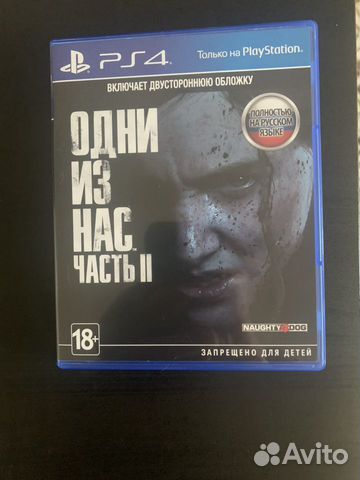 PS4
Только на PlayStation
ВКЛЮЧАЕТ ДВУСТОРОННЮЮ ОБЛОЖКУ
ПОЛНОСТЬЮ
НА РУССКОМ
ЯЗЫКЕ
ОДНИ
ИЗ
НАС
ЧАСТЬ II
NAUGHTY DOG
18+
ЗАПРЕЩЕНО ДЛЯ ДЕТЕЙ
Avito